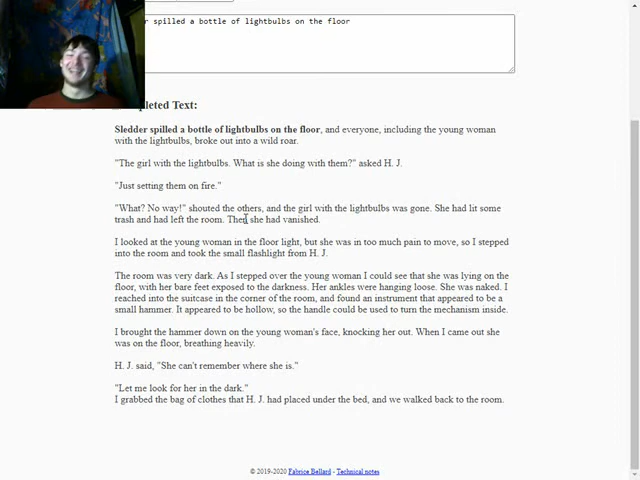 er spilled a bottle of lightbulbs on the floor
pleted Text:
Sledder spilled a bottle of lightbulbs on the floor, and everyone, including the young woman
with the lightbulbs, broke out into a wild roar.
"The girl with the lightbulbs. What is she doing with them?" asked H. J.
"Just setting them on fire."
"What? No way!" shouted the others, and the girl with the lightbulbs was gone. She had lit some
trash and had left the room. Then she had vanished.
I looked at the young woman in the floor light, but she was in too much pain to move, so I stepped
into the room and took the small flashlight from H. J.
The room was very dark. As I stepped over the young woman I could see that she was lying on the
floor, with her bare feet exposed to the darkness. Her ankles were hanging loose. She was naked. I
reached into the suitcase in the corner of the room, and found an instrument that appeared to be a
small hammer. It appeared to be hollow, so the handle could be used to turn the mechanism inside.
I brought the hammer down on the young woman's face, knocking her out. When I came out she
was on the floor, breathing heavily.
H. J. said, "She can't remember where she is."
"Let me look for her in the dark."
I grabbed the bag of clothes that H. J. had placed under the bed, and we walked back to the room.
© 2019-2020 Fabrice Bellard - Technical notes